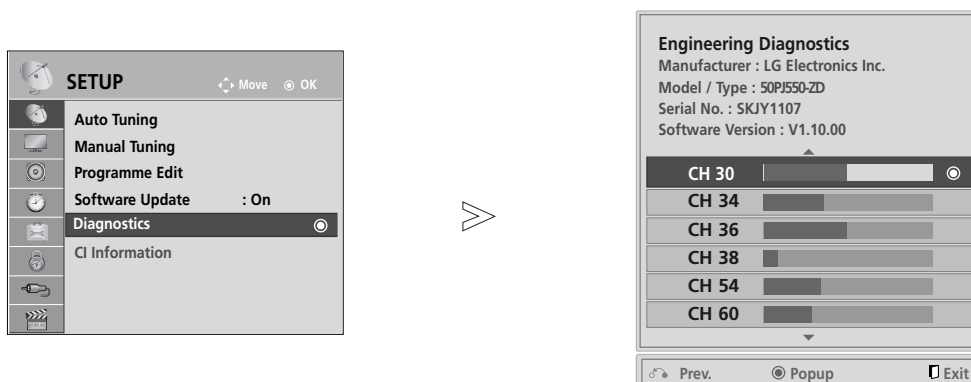 SETUP
Move OK
Auto Tuning
Manual Tuning
Programme Edit
Software Update : On
Diagnostics
CI Information
Engineering Diagnostics
Manufacturer : LG Electronics Inc.
Model / Type : 50PJ550-ZD
Serial No. : SKJY1107
Software Version : V1.10.00
CH 30
CH 34
CH 36
CH 38
CH 54
CH 60
Prev. Popup Exit